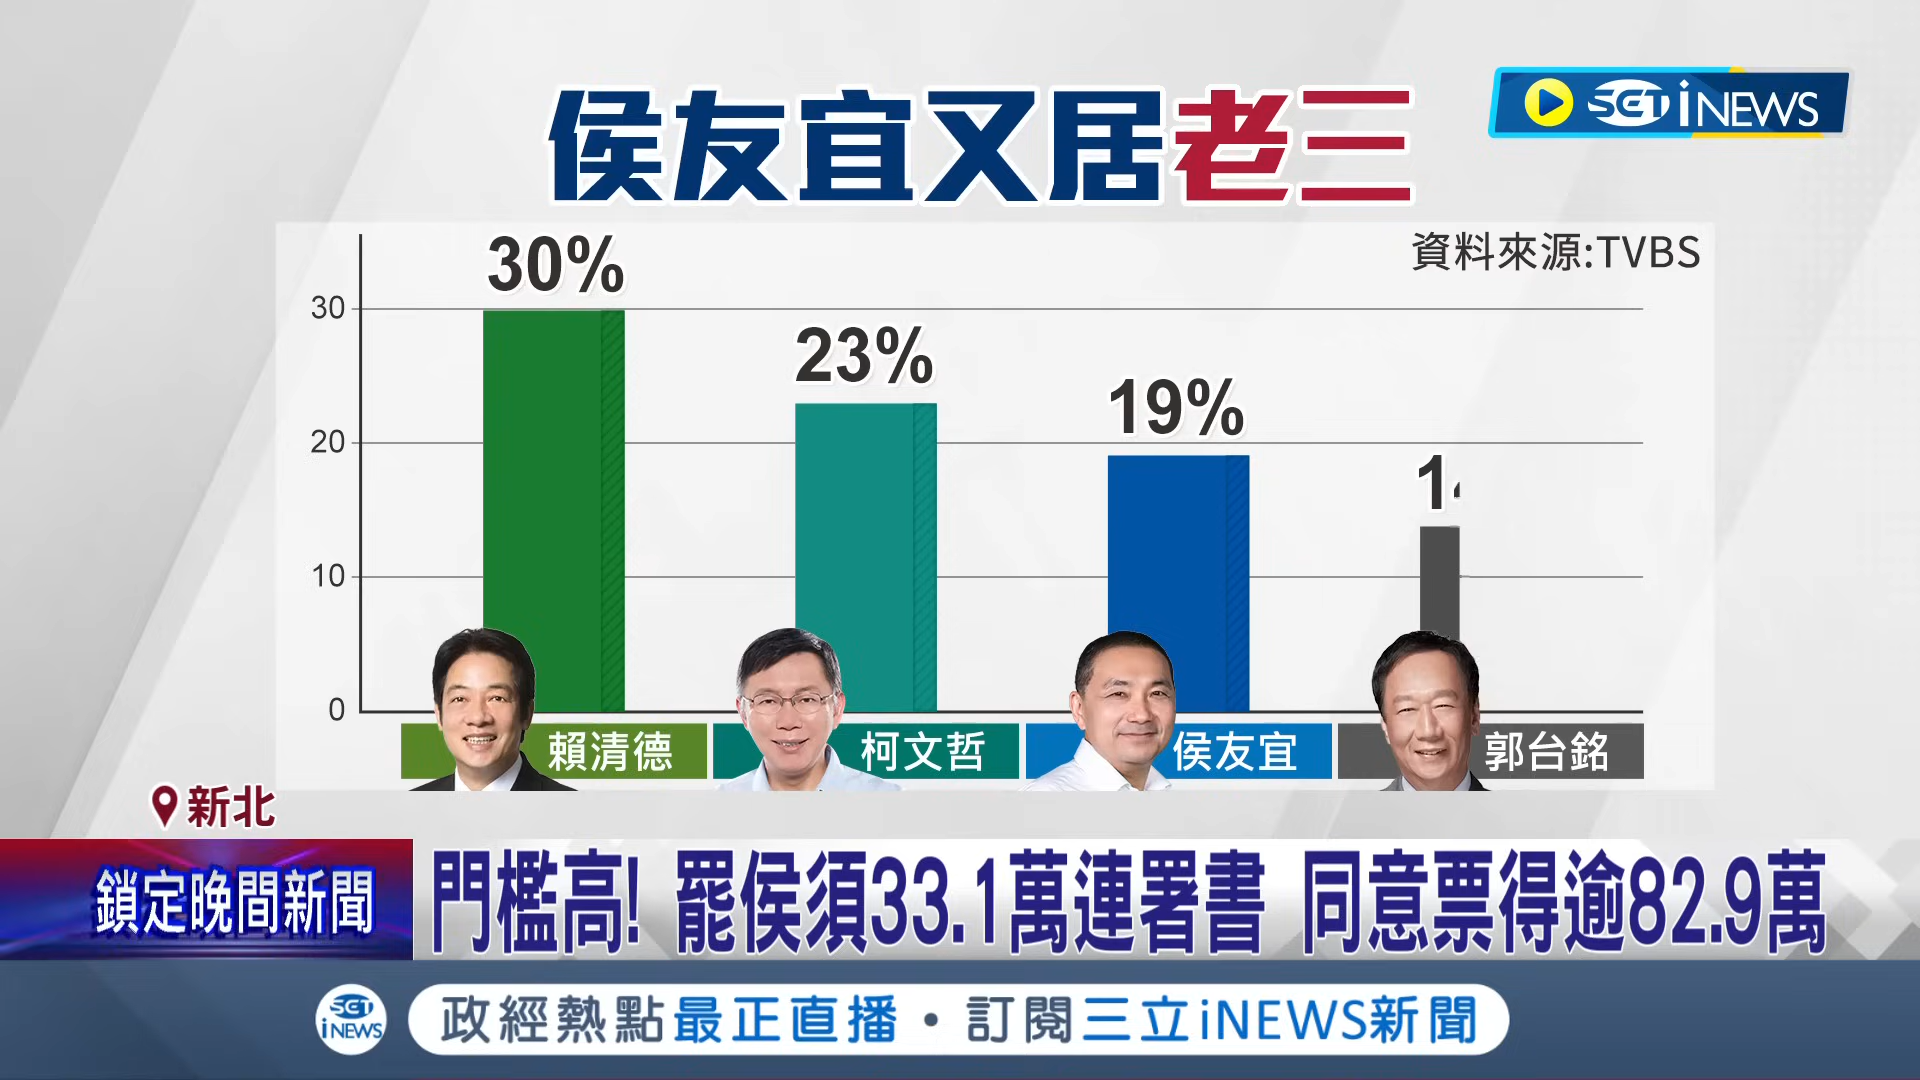 侯友宜又居老三
SET iNEWS
資料來源:TVBS
30%
23%
19%
30
20
10
0
賴清德
柯文哲
侯友宜
郭台銘
新北
鎖定晚間新聞
門檻高! 罷侯須33.1萬連署書 同意票得逾82.9萬
SET iNEWS
政經熱點最正直播・訂閱三立iNEWS新聞